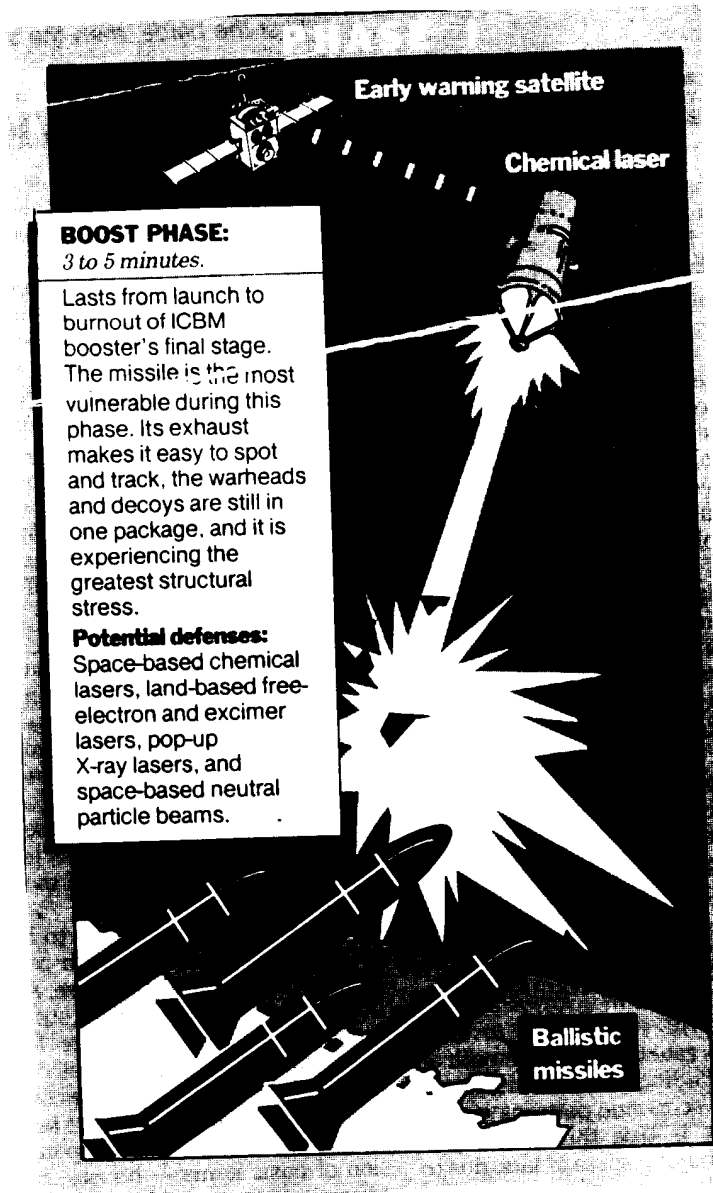 PHASE I
Early warning satellite
Chemical laser
BOOST PHASE:
3 to 5 minutes.
Lasts from launch to
burnout of ICBM
booster's final stage.
The missile is the most
vulnerable during this
phase. Its exhaust
makes it easy to spot
and track, the warheads
and decoys are still in
one package, and it is
experiencing the
greatest structural
stress.
Potential defenses:
Space-based chemical
lasers, land-based free-
electron and excimer
lasers, pop-up
X-ray lasers, and
space-based neutral
particle beams.
Ballistic
missiles